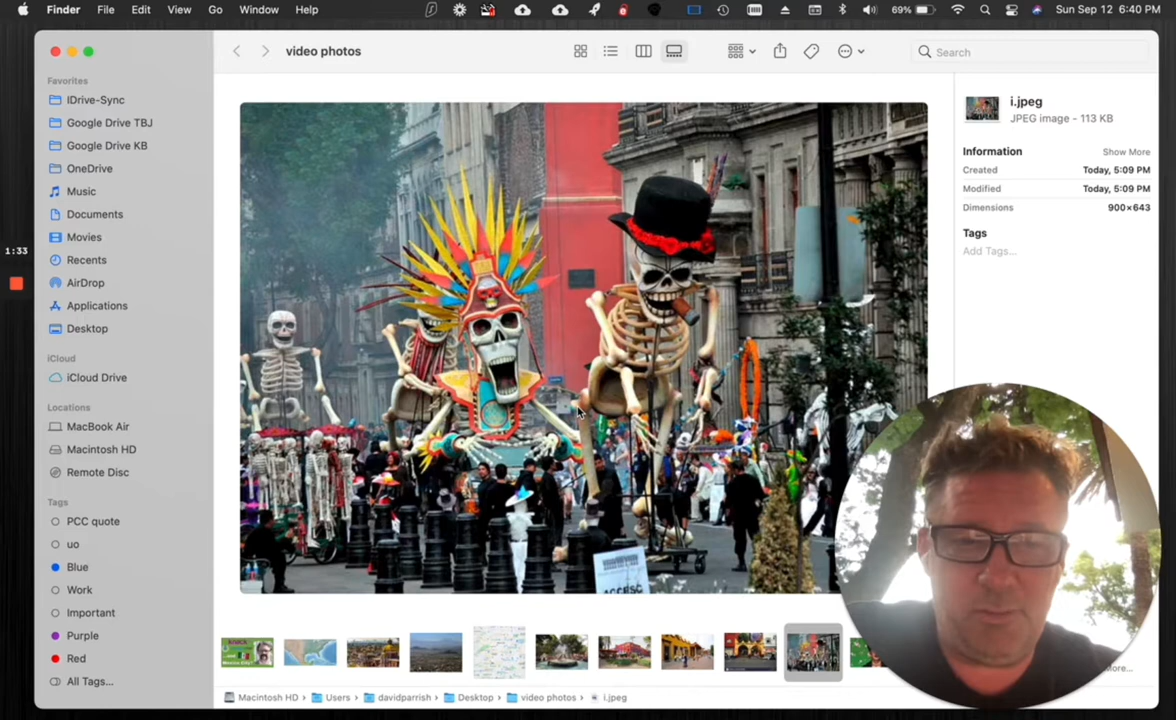 Finder File Edit View Go Window Help
69%
Sun Sep 12 6:40 PM
video photos
Search
Favorites
IDrive-Sync
Google Drive TBJ
Google Drive KB
OneDrive
Music
Documents
Movies
Recents
AirDrop
Applications
Desktop
iCloud
iCloud Drive
Locations
MacBook Air
Macintosh HD
Remote Disc
Tags
PCC quote
uo
Blue
Work
Important
Purple
Red
All Tags...
1:33
i.jpeg
JPEG image - 113 KB
Information Show More
Created Today, 5:09 PM
Modified Today, 5:09 PM
Dimensions 900×643
Tags
Add Tags...
Macintosh HD › Users › davidparrish › Desktop › video photos › i.jpeg